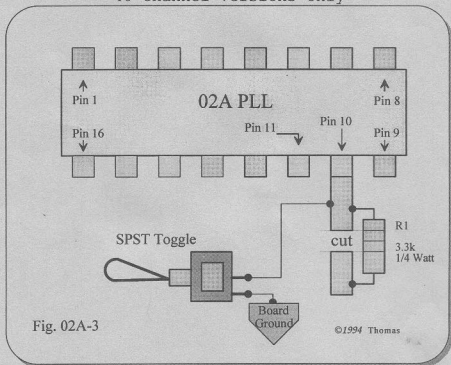 02A PLL
Pin 1
Pin 8
Pin 16
Pin 11
Pin 10
Pin 9
SPST Toggle
cut
R1
3.3k
1/4 Watt
Board
Ground
Fig. 02A-3
©1994 Thomas